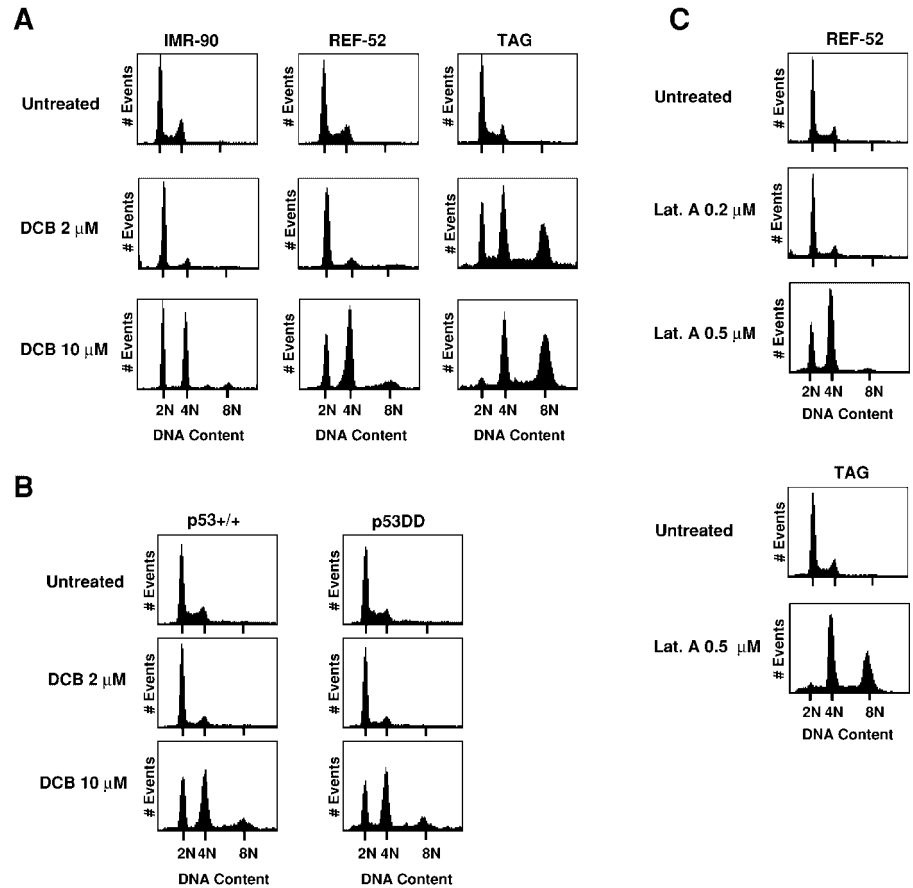 A
IMR-90 REF-52 TAG
Untreated # Events # Events # Events
DCB 2 μM # Events # Events # Events
DCB 10 μM # Events # Events # Events
2N 4N 8N 2N 4N 8N 2N 4N 8N
DNA Content DNA Content DNA Content
B
p53+/+ p53DD
Untreated # Events # Events
DCB 2 μM # Events # Events
DCB 10 μM # Events # Events
2N 4N 8N 2N 4N 8N
DNA Content DNA Content
C
REF-52
Untreated # Events
Lat. A 0.2 μM # Events
Lat. A 0.5 μM # Events
2N 4N 8N
DNA Content
TAG
Untreated # Events
Lat. A 0.5 μM # Events
2N 4N 8N
DNA Content